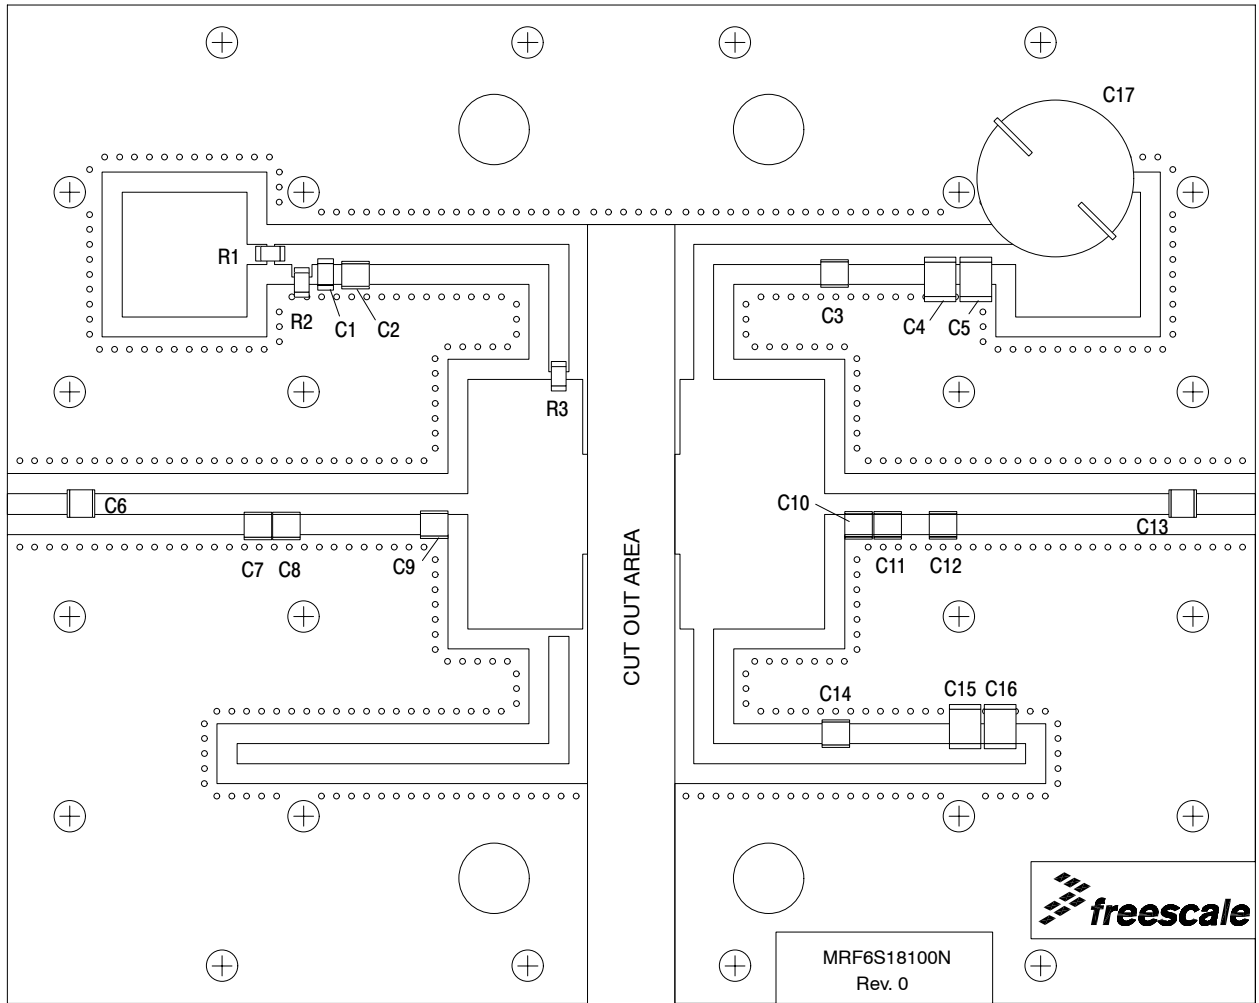 C17
R1
R2
C1
C2
C3
C4
C5
R3
C6
C7
C8
C9
CUT OUT AREA
C10
C11
C12
C13
C14
C15
C16
freescale
MRF6S18100N
Rev. 0